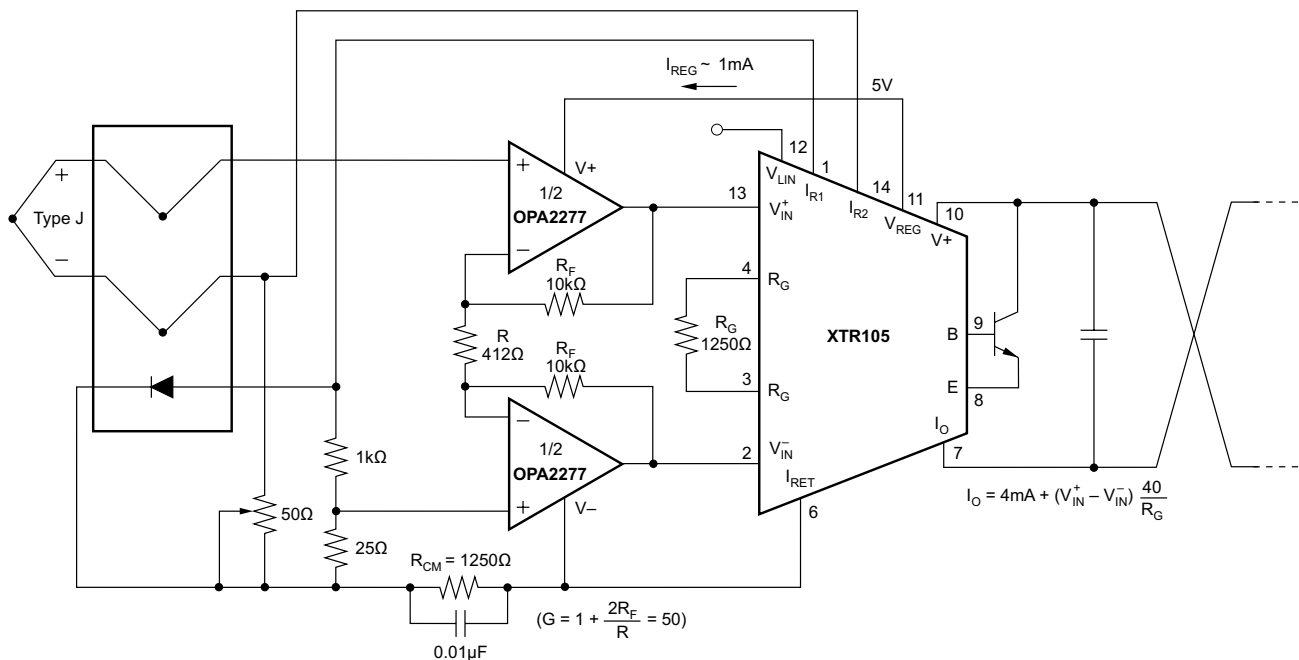 I_REG ~ 1mA
5V
Type J
+
−
+
V+
1/2
OPA2277
−
R_F
10kΩ
R
412Ω
R_F
10kΩ
−
1/2
OPA2277
+
V−
1kΩ
50Ω
25Ω
R_CM = 1250Ω
0.01µF
(G = 1 + 2R_F/R = 50)
12
V_LIN
1
I_R1
14
I_R2
11
V_REG
10
V+
13
V_IN^+
4
R_G
R_G
1250Ω
3
R_G
XTR105
B
9
E
8
2
V_IN^−
I_RET
6
I_O
7
I_O = 4mA + (V_IN^+ − V_IN^−) 40/R_G